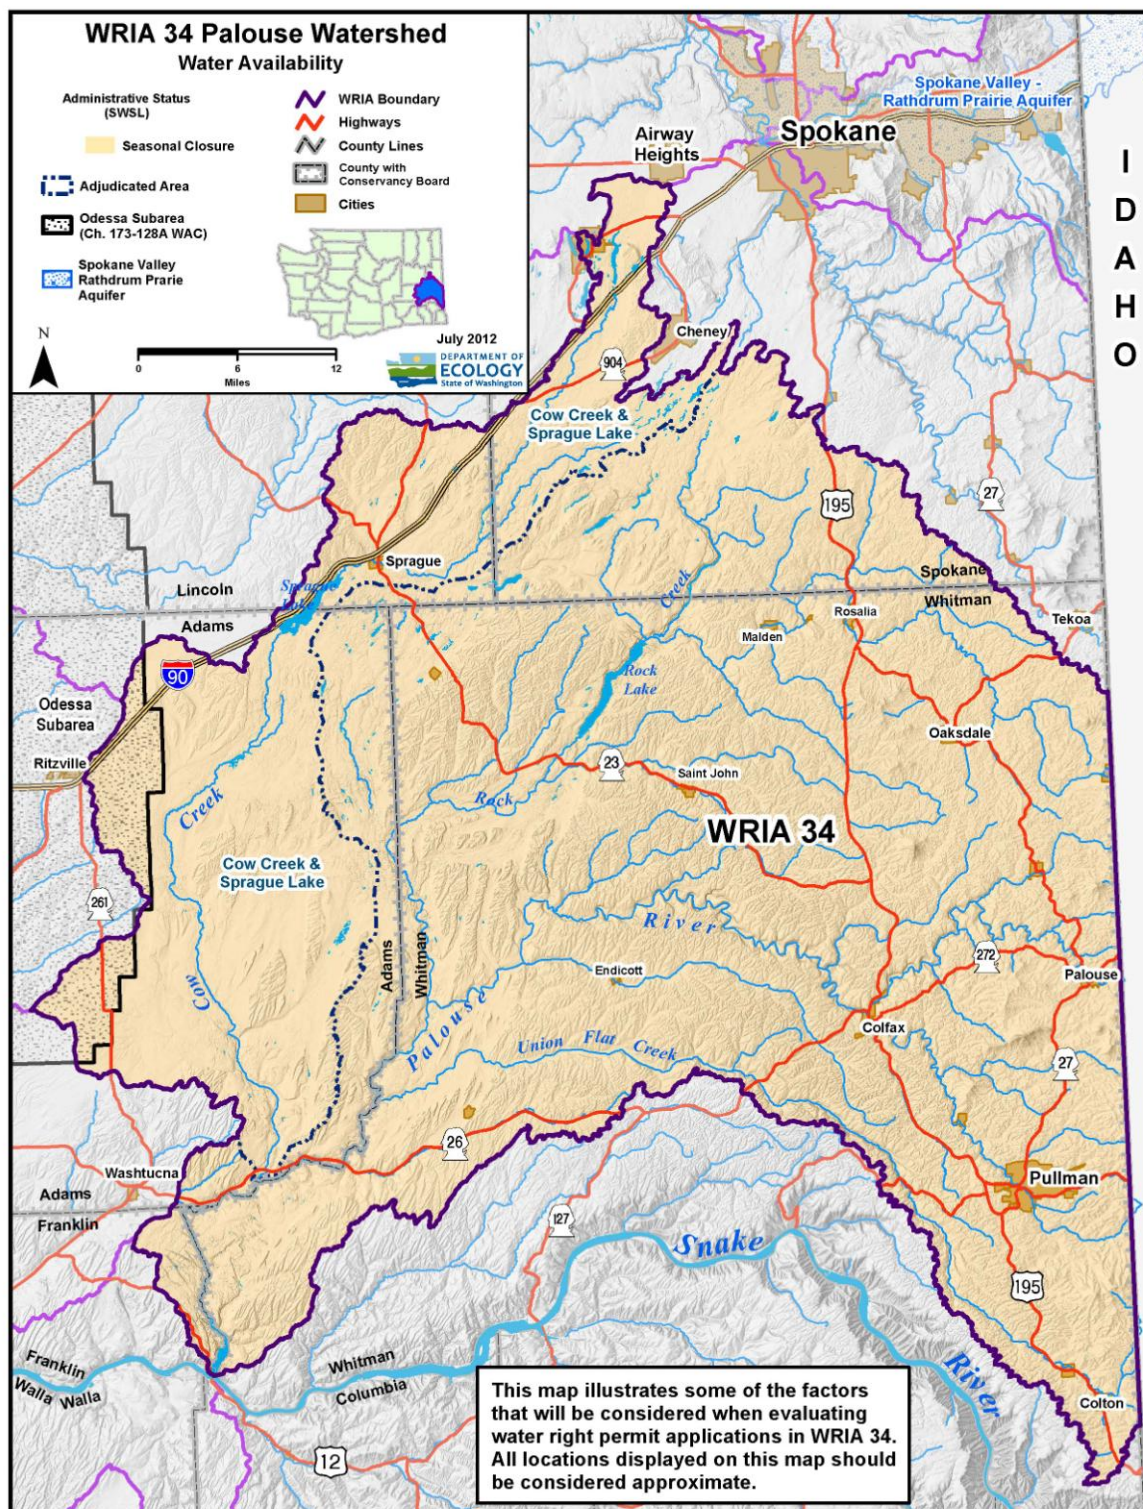 WRIA 34 Palouse Watershed
Water Availability
Administrative Status
(SWSL)
Seasonal Closure
Adjudicated Area
Odessa Subarea
(Ch. 173-128A WAC)
Spokane Valley
Rathdrum Prarie
Aquifer
WRIA Boundary
Highways
County Lines
County with
Conservancy Board
Cities
N
0 6 12
Miles
July 2012
DEPARTMENT OF
ECOLOGY
State of Washington
Spokane Valley -
Rathdrum Prairie Aquifer
Spokane
Airway
Heights
IDAHO
Cheney
904
Cow Creek &
Sprague Lake
195
27
Sprague
Sprague
Lake
Lincoln
Adams
Spokane
Whitman
Creek
Rosalia
Malden
Tekoa
90
Rock
Lake
Odessa
Subarea
Ritzville
Oaksdale
23
Saint John
Creek
Rock
WRIA 34
Cow Creek &
Sprague Lake
261
River
272
Adams
Whitman
Endicott
Palouse
Cow
Palouse
Colfax
Union Flat Creek
27
26
Washtucna
Pullman
Adams
Franklin
127
Snake
195
Franklin
Walla Walla
Whitman
Columbia
River
Colton
12
This map illustrates some of the factors
that will be considered when evaluating
water right permit applications in WRIA 34.
All locations displayed on this map should
be considered approximate.